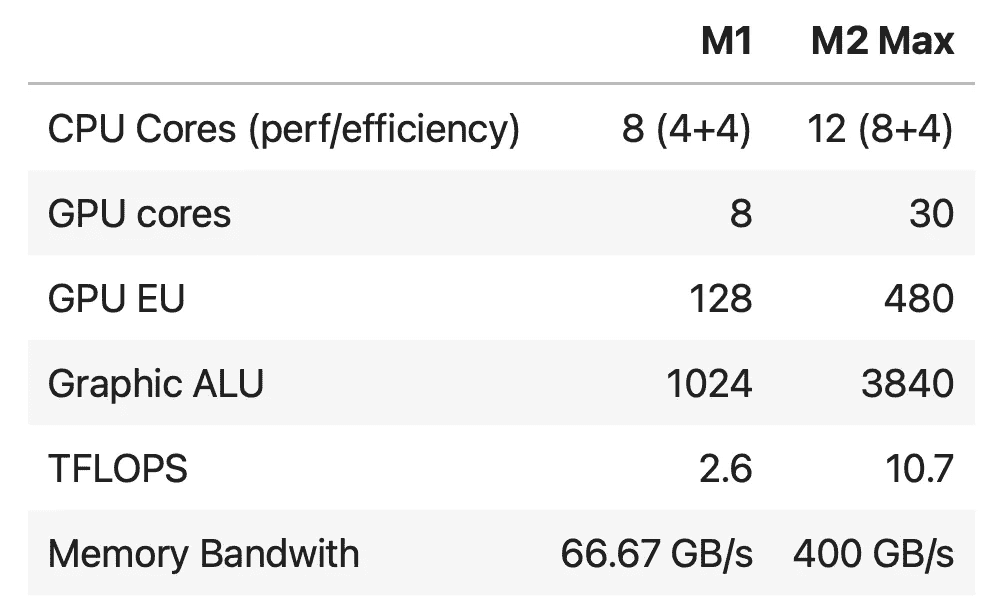 M1 M2 Max
CPU Cores (perf/efficiency) 8 (4+4) 12 (8+4)
GPU cores 8 30
GPU EU 128 480
Graphic ALU 1024 3840
TFLOPS 2.6 10.7
Memory Bandwith 66.67 GB/s 400 GB/s